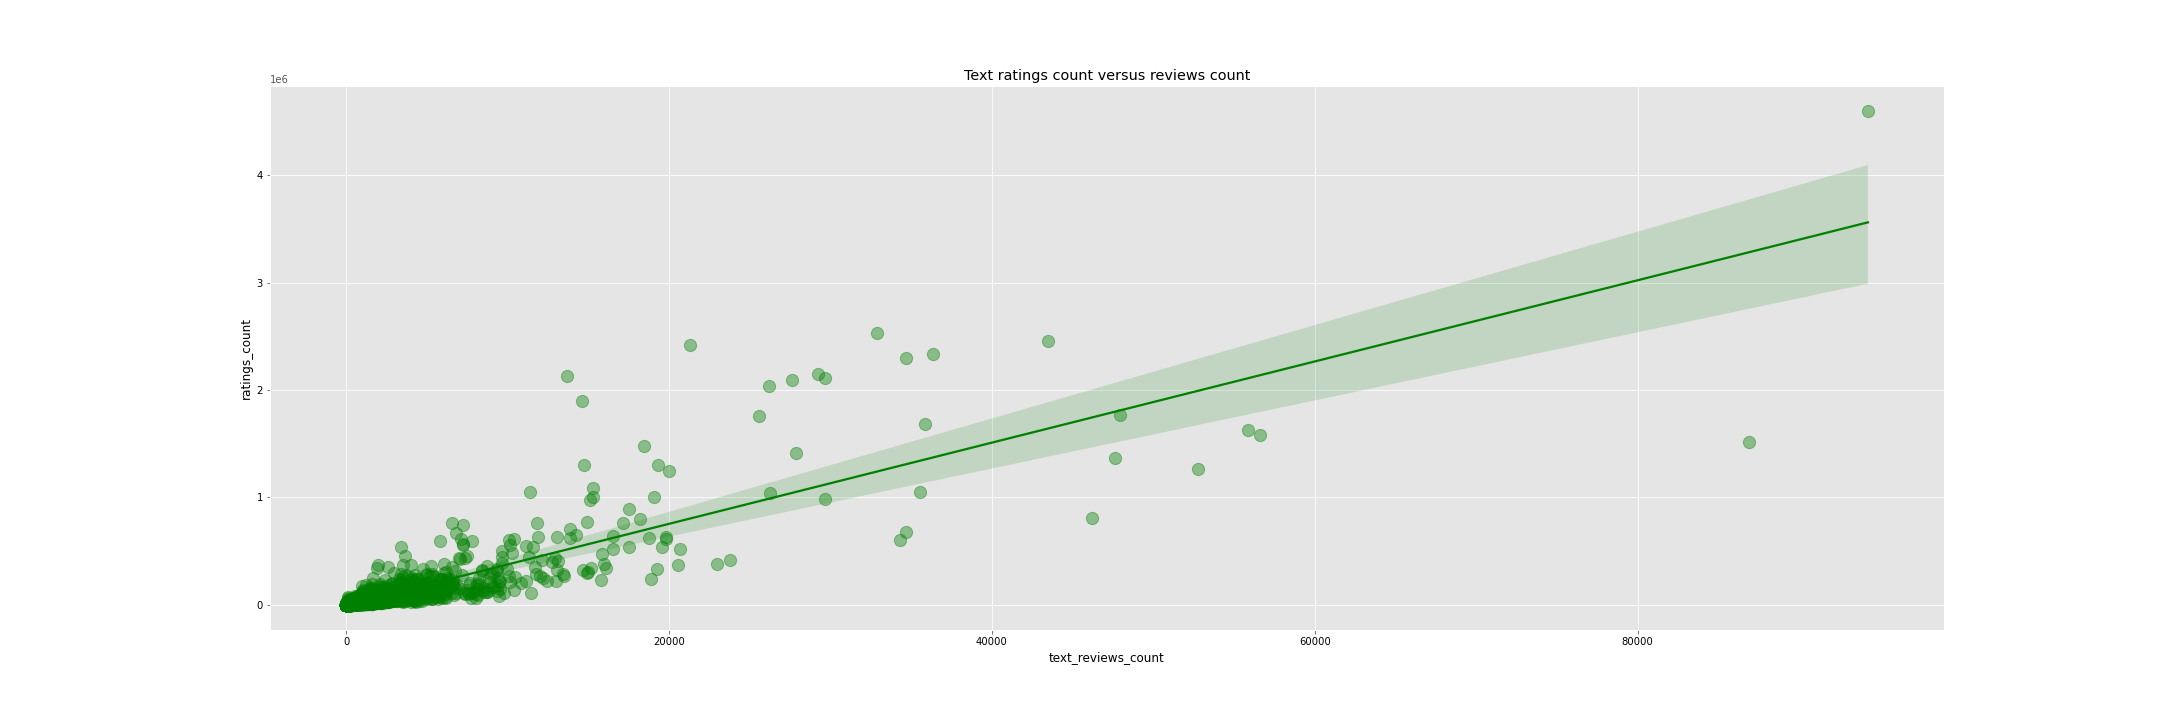 Text ratings count versus reviews count
1e6
4
3
2
1
0
ratings_count
0 20000 40000 60000 80000
text_reviews_count